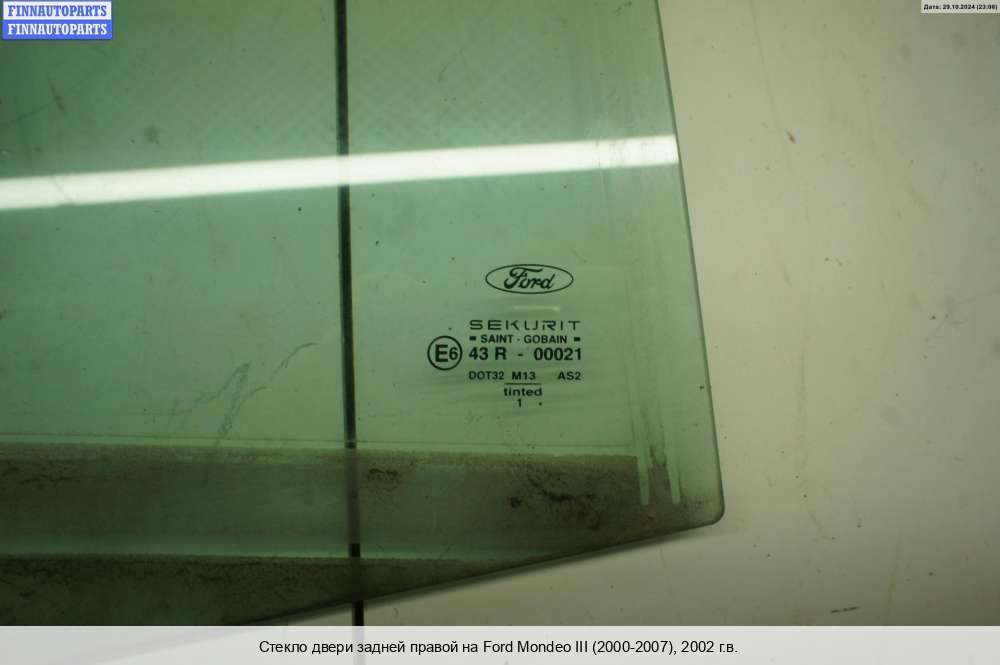 FINNAUTOPARTS
FINNAUTOPARTS
Дата: 29.10.2024 (23:06)
Ford
SEKURIT
SAINT - GOBAIN
E6 43 R - 00021
DOT32 M13 AS2
tinted
1
Стекло двери задней правой на Ford Mondeo III (2000-2007), 2002 г.в.